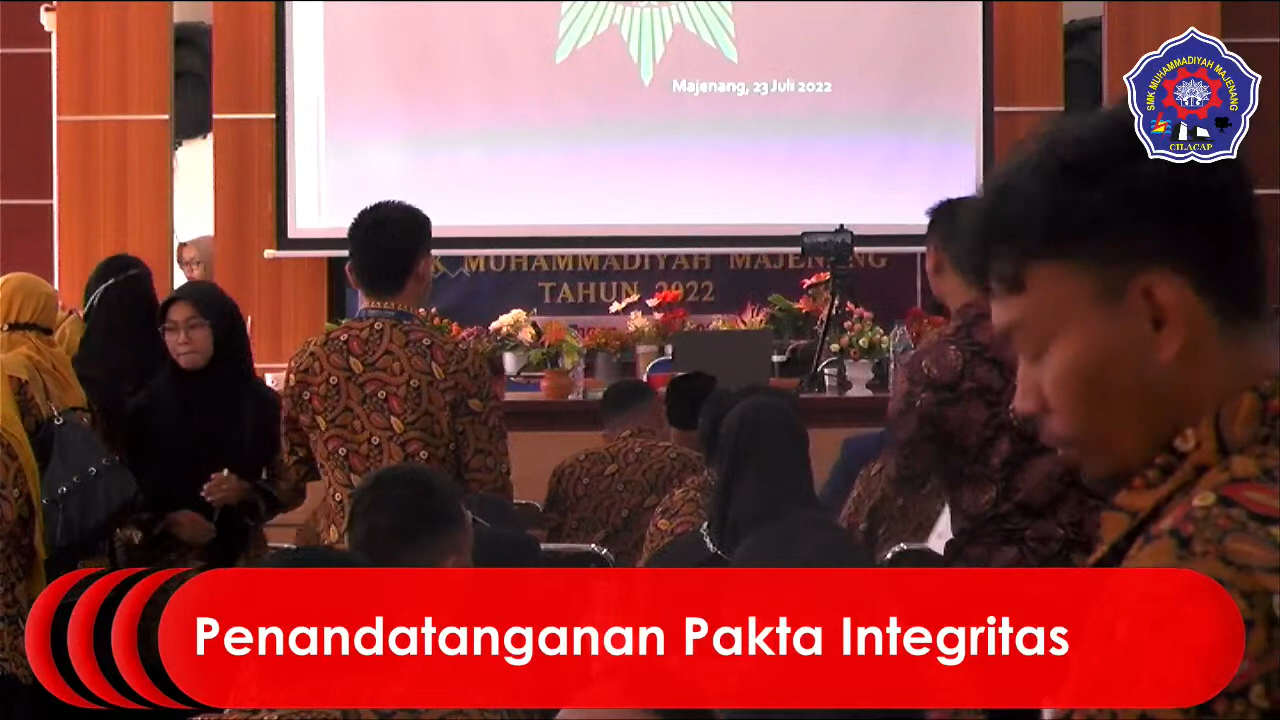 Majenang, 23 Juli 2022
SMK MUHAMMADIYAH MAJENANG
CILACAP
MUHAMMADIYAH MAJENANG
TAHUN 2022
Penandatanganan Pakta Integritas